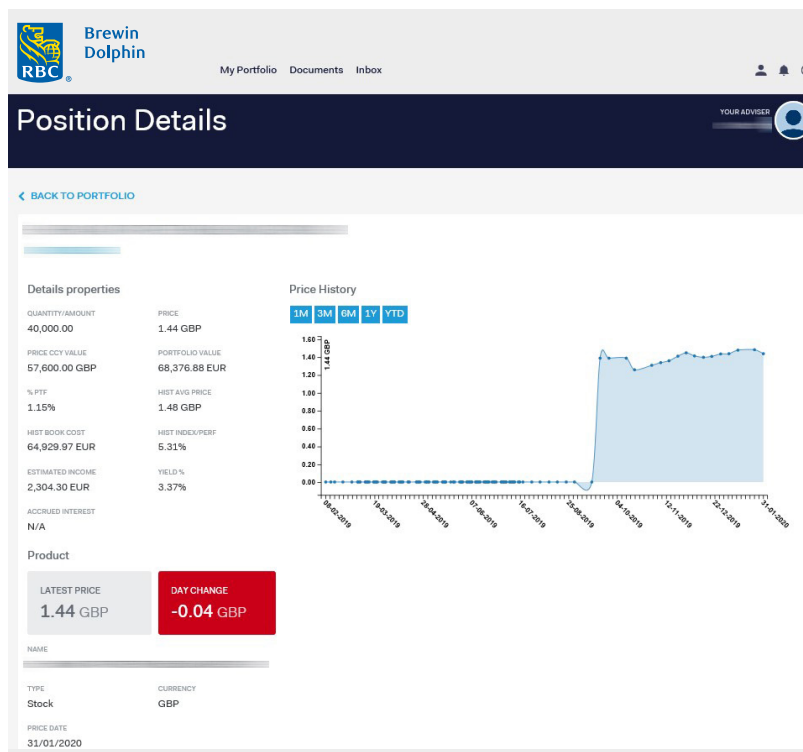 Brewin
Dolphin
RBC ®
My Portfolio Documents Inbox
Position Details
YOUR ADVISER
BACK TO PORTFOLIO
Details properties
QUANTITY/AMOUNT PRICE
40,000.00 1.44 GBP
PRICE CCY VALUE PORTFOLIO VALUE
57,600.00 GBP 68,376.88 EUR
% PTF HIST AVG PRICE
1.15% 1.48 GBP
HIST BOOK COST HIST INDEX/PERF
64,929.97 EUR 5.31%
ESTIMATED INCOME YIELD %
2,304.30 EUR 3.37%
ACCRUED INTEREST
N/A
Price History
1M 3M 6M 1Y YTD
1.44 GBP
1.60
1.40
1.20
1.00
0.80
0.60
0.40
0.20
0.00
08-02-2019 19-03-2019 28-04-2019 07-06-2019 16-07-2019 25-08-2019 04-10-2019 12-11-2019 22-12-2019 31-01-2020
Product
LATEST PRICE DAY CHANGE
1.44 GBP -0.04 GBP
NAME
TYPE CURRENCY
Stock GBP
PRICE DATE
31/01/2020